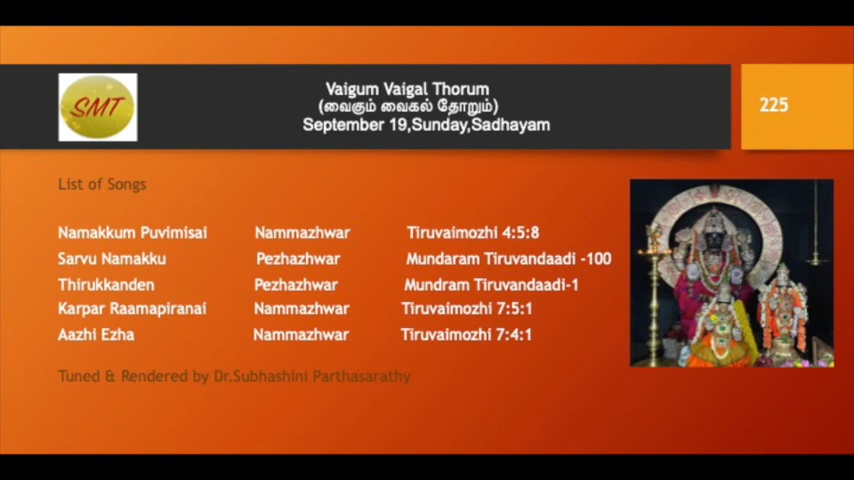 SMT
Vaigum Vaigal Thorum
(வைகும் வைகல் தோறும்)
September 19,Sunday,Sadhayam
225
List of Songs
Namakkum Puvimisai Nammazhwar Tiruvaimozhi 4:5:8
Sarvu Namakku Pezhazhwar Mundaram Tiruvandaadi -100
Thirukkanden Pezhazhwar Mundram Tiruvandaadi-1
Karpar Raamapiranai Nammazhwar Tiruvaimozhi 7:5:1
Aazhi Ezha Nammazhwar Tiruvaimozhi 7:4:1
Tuned & Rendered by Dr.Subhashini Parthasarathy